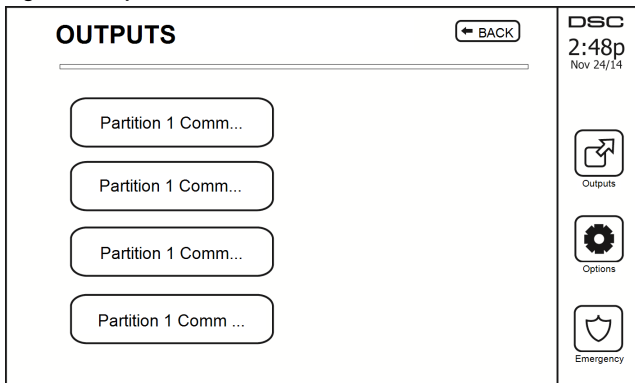 OUTPUTS
BACK
Partition 1 Comm...
Partition 1 Comm...
Partition 1 Comm...
Partition 1 Comm ...
DSC
2:48p
Nov 24/14
Outputs
Options
Emergency